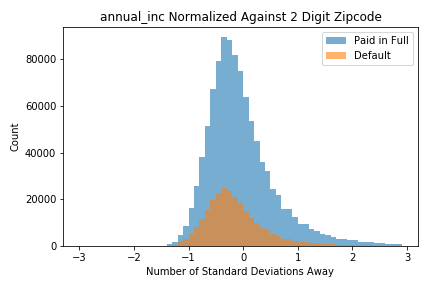 annual_inc Normalized Against 2 Digit Zipcode
Paid in Full
Default
Count
80000
60000
40000
20000
0
−3 −2 −1 0 1 2 3
Number of Standard Deviations Away